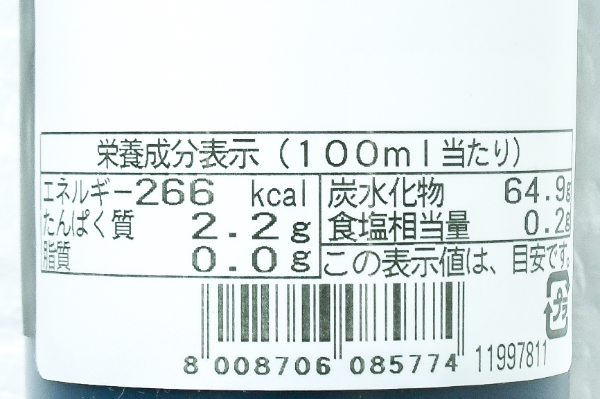 栄養成分表示（100ml当たり）
エネルギー266 kcal 炭水化物 64.9g
たんぱく質 2.2g 食塩相当量 0.2g
脂質 0.0g この表示値は、目安です。
プラ
8 008706 085774 11997811